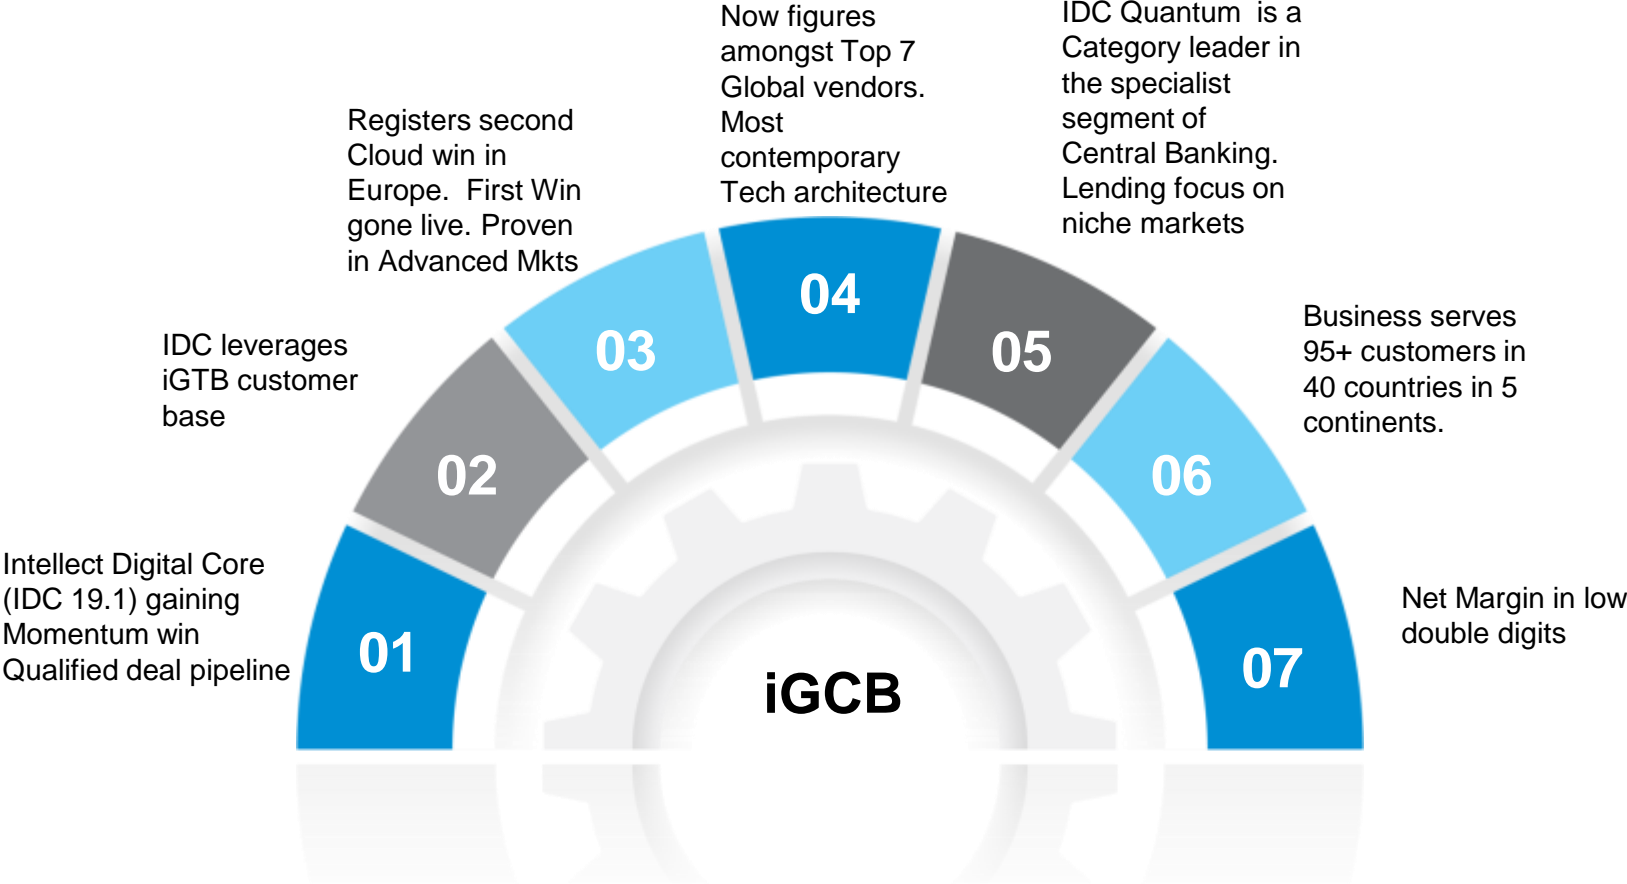 Intellect Digital Core
(IDC 19.1) gaining
Momentum win
Qualified deal pipeline
01
IDC leverages
iGTB customer
base
02
Registers second
Cloud win in
Europe.  First Win
gone live. Proven
in Advanced Mkts
03
Now figures
amongst Top 7
Global vendors.
Most
contemporary
Tech architecture
04
IDC Quantum  is a
Category leader in
the specialist
segment of
Central Banking.
Lending focus on
niche markets
05
Business serves
95+ customers in
40 countries in 5
continents.
06
Net Margin in low
double digits
07
iGCB